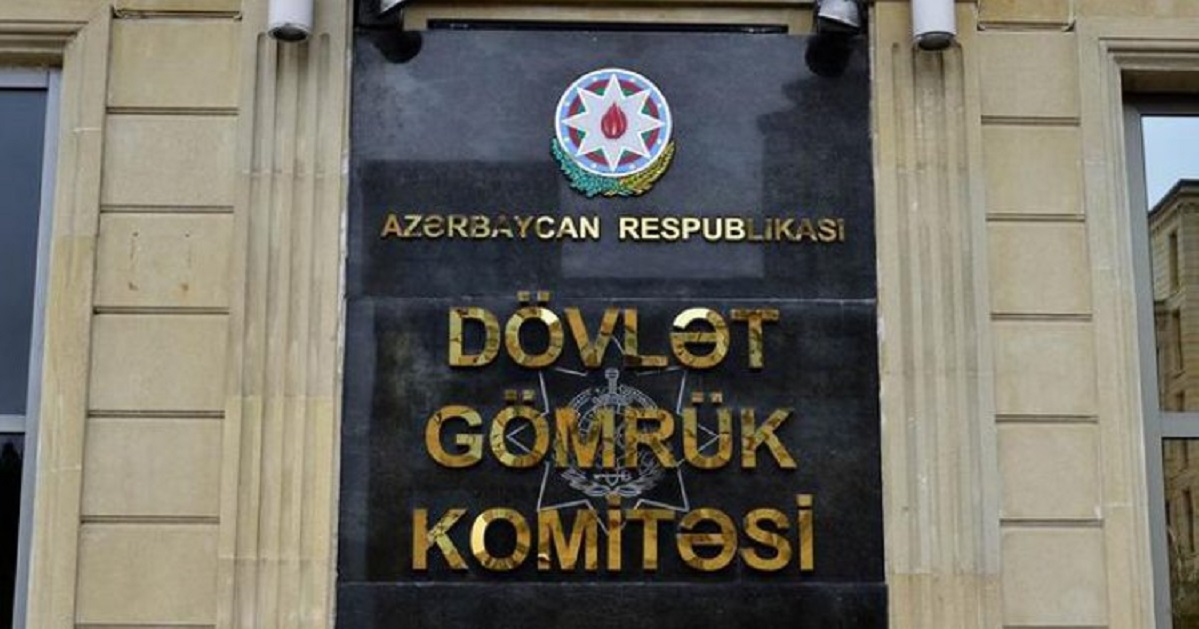 AZƏRBAYCAN RESPUBLİKASI
DÖVLƏT
GÖMRÜK
KOMİTƏSİ